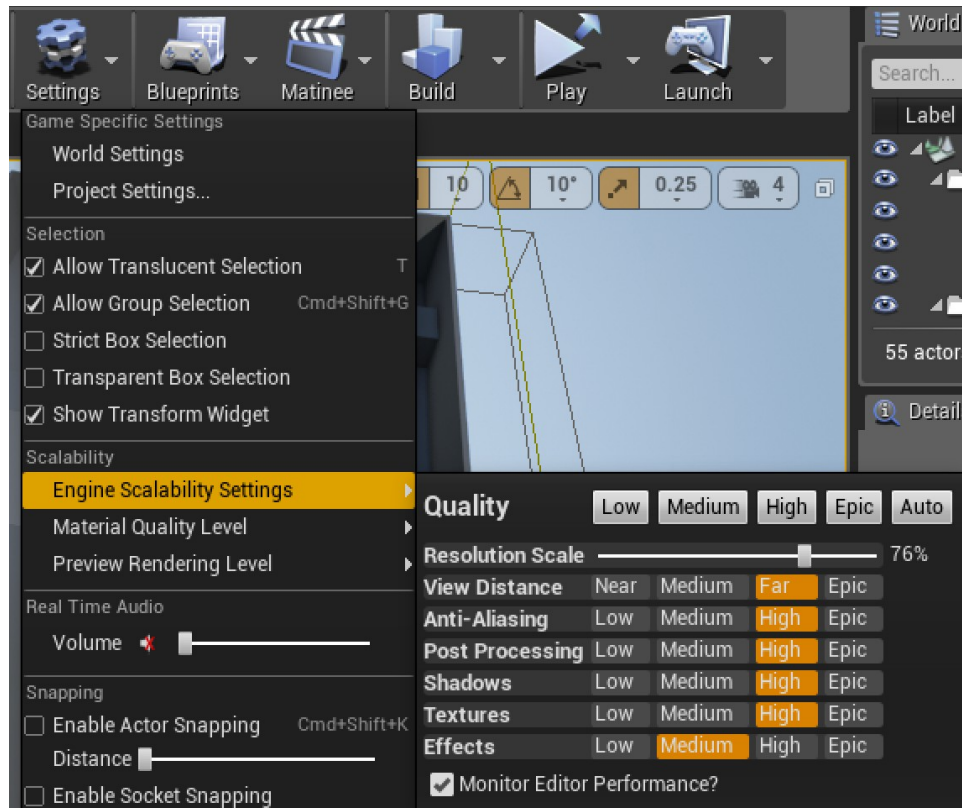 Settings Blueprints Matinee Build Play Launch
World
Search...
Label
Game Specific Settings
World Settings
Project Settings...
10 10° 0.25 4
Selection
Allow Translucent Selection T
Allow Group Selection Cmd+Shift+G
Strict Box Selection
Transparent Box Selection
Show Transform Widget
55 actor
Detail
Scalability
Engine Scalability Settings
Material Quality Level
Preview Rendering Level
Quality Low Medium High Epic Auto
Resolution Scale 76%
View Distance Near Medium Far Epic
Anti-Aliasing Low Medium High Epic
Post Processing Low Medium High Epic
Shadows Low Medium High Epic
Textures Low Medium High Epic
Effects Low Medium High Epic
Monitor Editor Performance?
Real Time Audio
Volume
Snapping
Enable Actor Snapping Cmd+Shift+K
Distance
Enable Socket Snapping